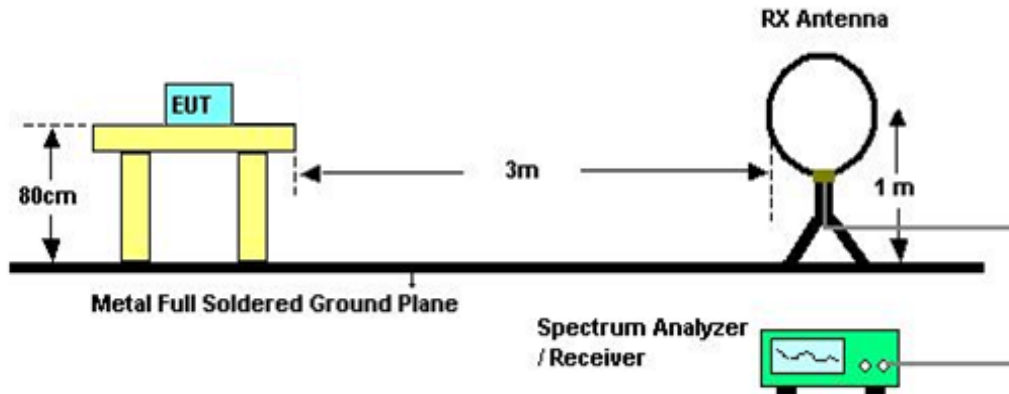 RX Antenna
EUT
80cm
3m
1 m
Metal Full Soldered Ground Plane
Spectrum Analyzer
/ Receiver